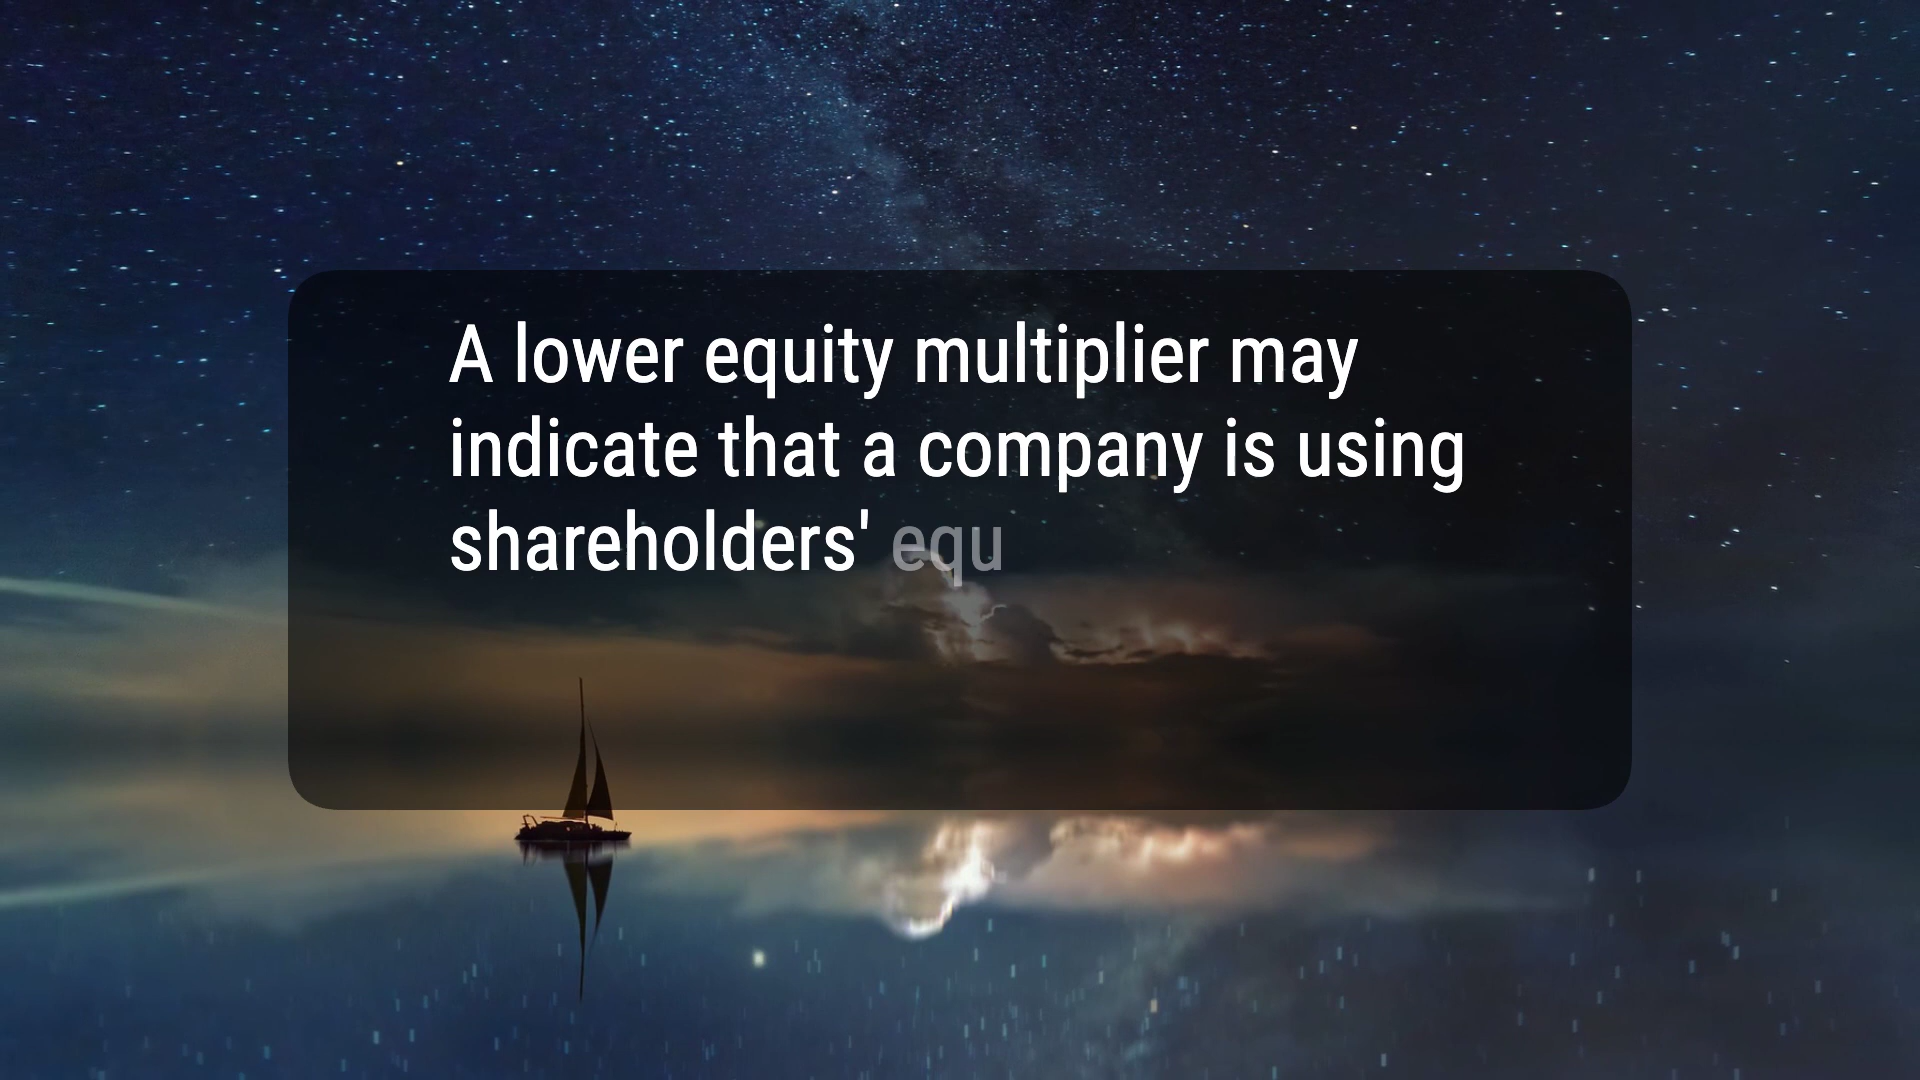 A lower equity multiplier may
indicate that a company is using
shareholders' equ